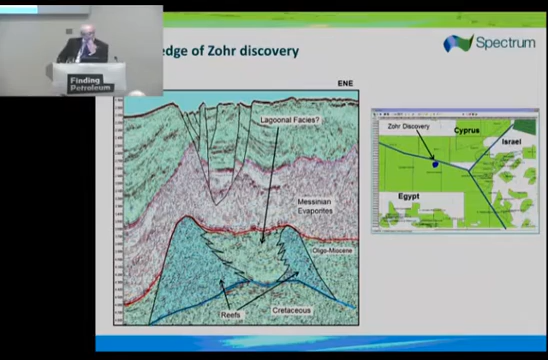 edge of Zohr discovery
Spectrum
Finding
Petroleum
ENE
Lagoonal Facies?
Messinian
Evaporites
Oligo-Miocene
Reefs
Cretaceous
Zohr Discovery
Cyprus
Israel
Egypt